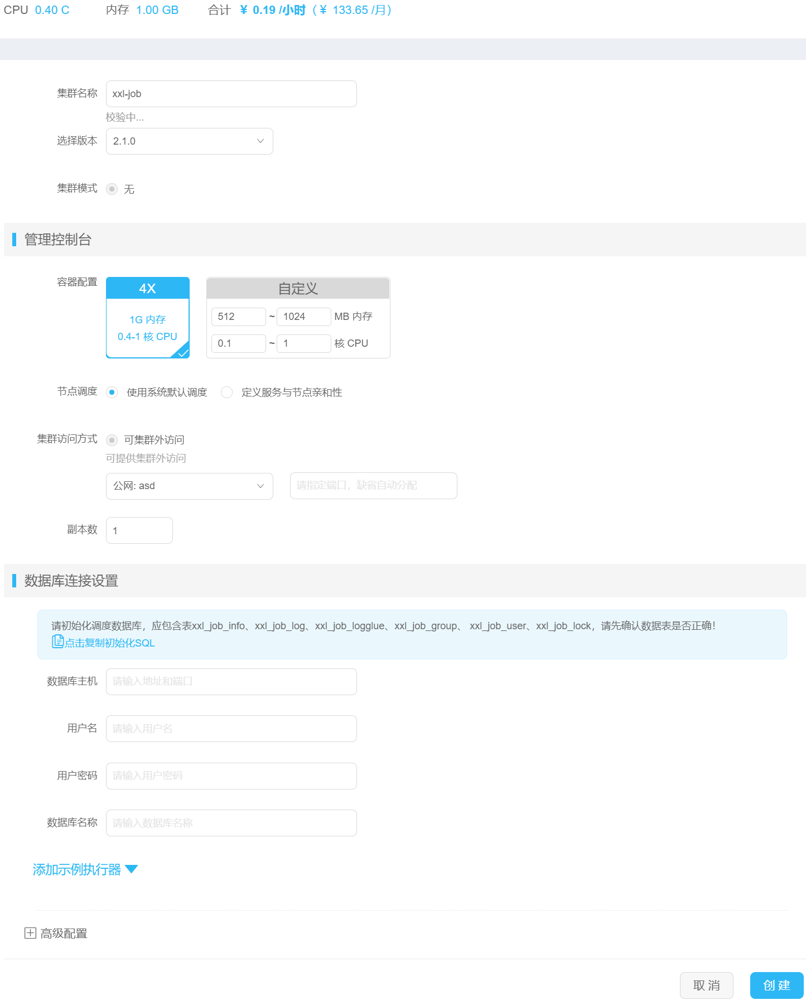 CPU 0.40 C 内存 1.00 GB 合计 ¥ 0.19 /小时 (¥ 133.65 /月)
集群名称 xxl-job
校验中...
选择版本 2.1.0
集群模式 无
管理控制台
容器配置 4X 自定义
1G 内存 512 ~ 1024 MB 内存
0.4-1 核 CPU 0.1 ~ 1 核 CPU
节点调度 使用系统默认调度 定义服务与节点亲和性
集群访问方式 可集群外访问
可提供集群外访问
公网: asd 请指定端口，缺省自动分配
副本数 1
数据库连接设置
请初始化调度数据库，应包含表xxl_job_info、xxl_job_log、xxl_job_logglue、xxl_job_group、 xxl_job_user、xxl_job_lock，请先确认数据表是否正确！
点击复制初始化SQL
数据库主机 请输入地址和端口
用户名 请输入用户名
用户密码 请输入用户密码
数据库名称 请输入数据库名称
添加示例执行器
高级配置
取 消 创 建